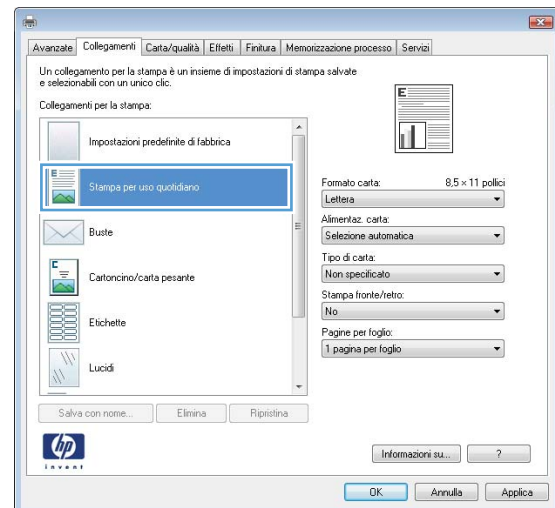 Avanzate Collegamenti Carta/qualità Effetti Finitura Memorizzazione processo Servizi
Un collegamento per la stampa è un insieme di impostazioni di stampa salvate
e selezionabili con un unico clic.
Collegamenti per la stampa:
Impostazioni predefinite di fabbrica
Stampa per uso quotidiano
Buste
Cartoncino/carta pesante
Etichette
Lucidi
Salva con nome... Elimina Ripristina
E
Formato carta: 8,5 × 11 pollici
Lettera
Alimentaz. carta:
Selezione automatica
Tipo di carta:
Non specificato
Stampa fronte/retro:
No
Pagine per foglio:
1 pagina per foglio
hp
invent
Informazioni su... ?
OK Annulla Applica